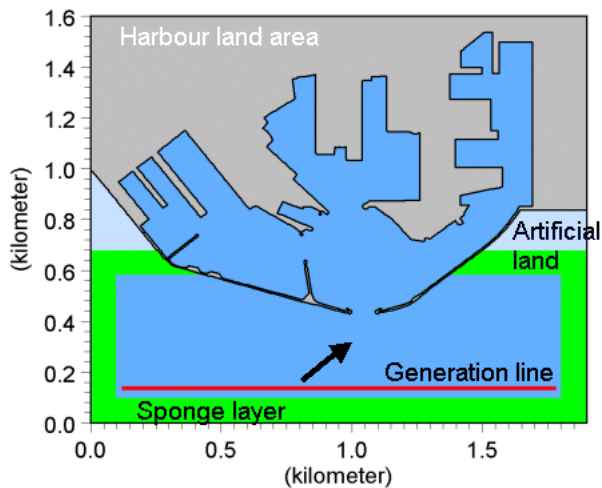 1.6
Harbour land area
1.4
1.2
1.0
(kilometer)
0.8
Artificial
land
0.6
0.4
Generation line
0.2
Sponge layer
0.0
0.0 0.5 1.0 1.5
(kilometer)